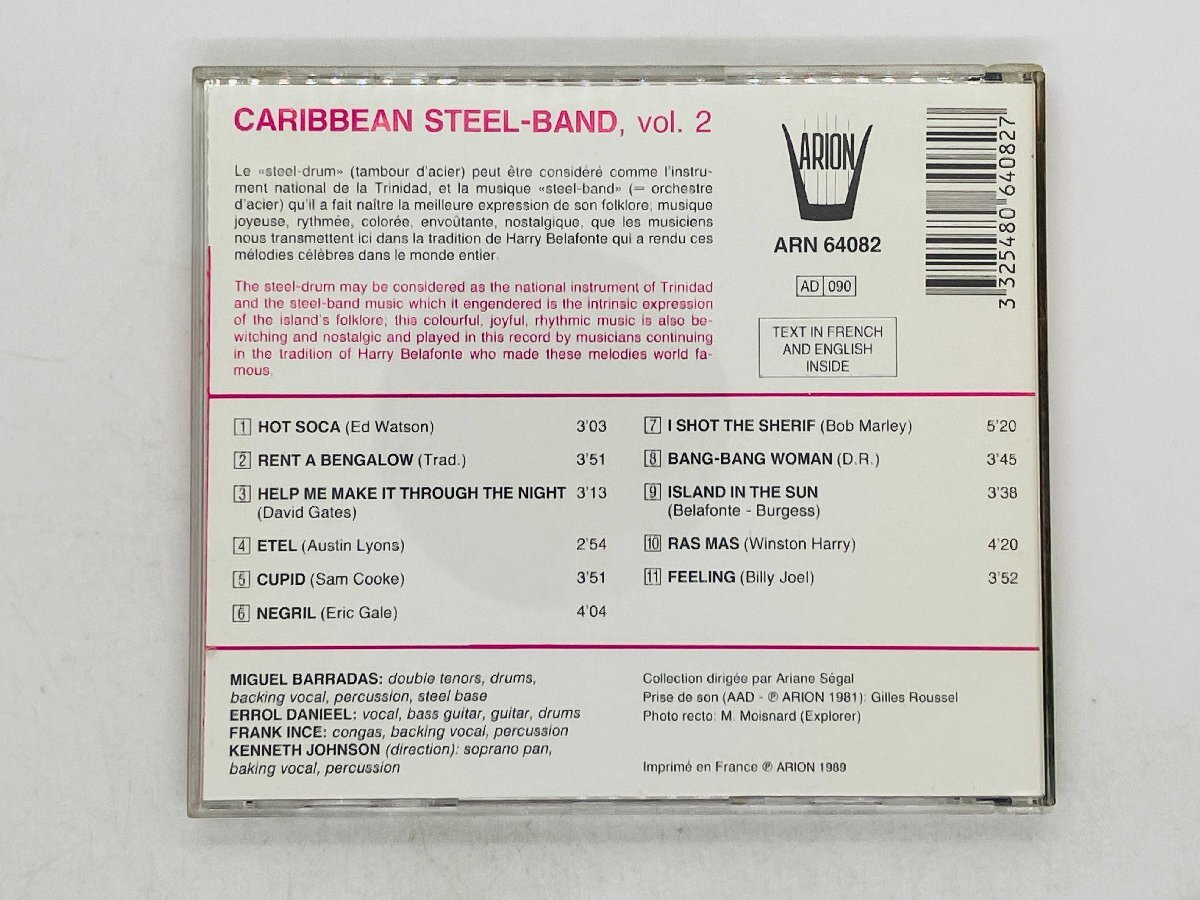 CARIBBEAN STEEL-BAND, vol. 2
Le «steel-drum» (tambour d'acier) peut être considéré comme l'instru-
ment national de la Trinidad, et la musique «steel-band» (= orchestre
d'acier) qu'il a fait naître la meilleure expression de son folklore; musique
joyeuse, rythmée, colorée, envoûtante, nostalgique, que les musiciens
nous transmettent ici dans la tradition de Harry Belafonte qui a rendu ces
mélodies célèbres dans le monde entier.
The steel-drum may be considered as the national instrument of Trinidad
and the steel-band music which it engendered is the intrinsic expression
of the island's folklore; this colourful, joyful, rhythmic music is also be-
witching and nostalgic and played in this record by musicians continuing
in the tradition of Harry Belafonte who made these melodies world fa-
mous.
ARION
ARN 64082
AD 090
TEXT IN FRENCH
AND ENGLISH
INSIDE
3 325480 640827
1 HOT SOCA (Ed Watson) 3'03
2 RENT A BENGALOW (Trad.) 3'51
3 HELP ME MAKE IT THROUGH THE NIGHT 3'13
(David Gates)
4 ETEL (Austin Lyons) 2'54
5 CUPID (Sam Cooke) 3'51
6 NEGRIL (Eric Gale) 4'04
7 I SHOT THE SHERIF (Bob Marley) 5'20
8 BANG-BANG WOMAN (D.R.) 3'45
9 ISLAND IN THE SUN 3'38
(Belafonte - Burgess)
10 RAS MAS (Winston Harry) 4'20
11 FEELING (Billy Joel) 3'52
MIGUEL BARRADAS: double tenors, drums,
backing vocal, percussion, steel base
ERROL DANIEEL: vocal, bass guitar, guitar, drums
FRANK INCE: congas, backing vocal, percussion
KENNETH JOHNSON (direction): soprano pan,
baking vocal, percussion
Collection dirigée par Ariane Ségal
Prise de son (AAD - ℗ ARION 1981): Gilles Roussel
Photo recto: M. Moisnard (Explorer)
Imprimé en France ℗ ARION 1989